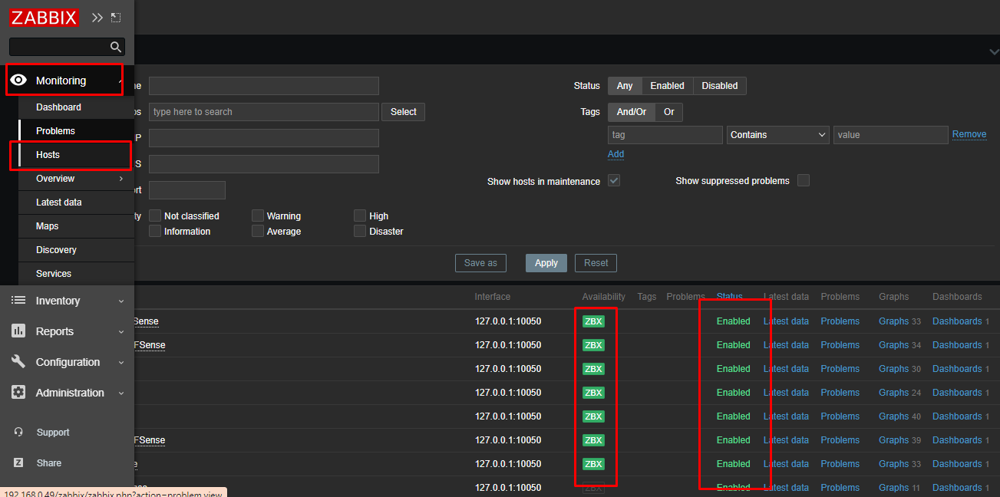 ZABBIX
Monitoring
Dashboard
Problems
Hosts
Overview
Latest data
Maps
Discovery
Services
Inventory
Reports
Configuration
Administration
Support
Share
192.168.0.49/zabbix/zabbix.php?action=problem.view
Status Any Enabled Disabled
type here to search Select Tags And/Or Or
tag Contains value Remove
Add
Show hosts in maintenance Show suppressed problems
Not classified Warning High
Information Average Disaster
Save as Apply Reset
Interface Availability Tags Problems Status Latest data Problems Graphs Dashboards
Sense 127.0.0.1:10050 ZBX Enabled Latest data Problems Graphs 33 Dashboards 1
FSense 127.0.0.1:10050 ZBX Enabled Latest data Problems Graphs 34 Dashboards 1
127.0.0.1:10050 ZBX Enabled Latest data Problems Graphs 30 Dashboards 1
127.0.0.1:10050 ZBX Enabled Latest data Problems Graphs 24 Dashboards 1
127.0.0.1:10050 ZBX Enabled Latest data Problems Graphs 40 Dashboards 1
FSense 127.0.0.1:10050 ZBX Enabled Latest data Problems Graphs 39 Dashboards 1
127.0.0.1:10050 ZBX Enabled Latest data Problems Graphs 33 Dashboards 1
127.0.0.1:10050 ZBX Enabled Latest data Problems Graphs 11 Dashboards 1